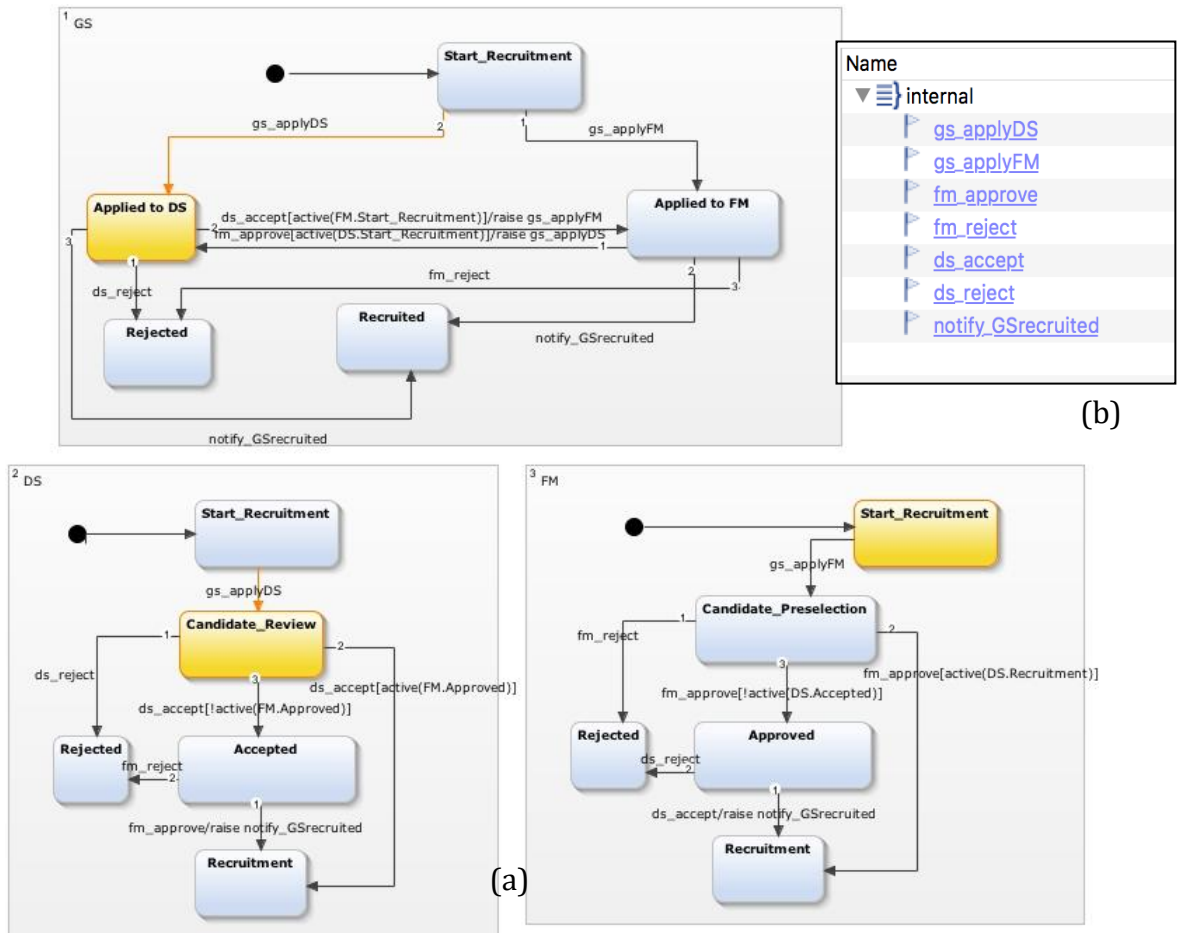 1 GS
Start_Recruitment
gs_applyDS
2
1
gs_applyFM
Applied to DS
Applied to FM
ds_accept[active(FM.Start_Recruitment)]/raise gs_applyFM
2
fm_approve[active(DS.Start_Recruitment)]/raise gs_applyDS
1
3
1
2
3
ds_reject
fm_reject
Rejected
Recruited
notify_GSrecruited
notify_GSrecruited
Name
internal
gs_applyDS
gs_applyFM
fm_approve
fm_reject
ds_accept
ds_reject
notify_GSrecruited
(b)
2 DS
Start_Recruitment
gs_applyDS
Candidate_Review
1
2
3
ds_reject
ds_accept[active(FM.Approved)]
ds_accept[!active(FM.Approved)]
Rejected
Accepted
fm_reject
2
1
fm_approve/raise notify_GSrecruited
Recruitment
(a)
3 FM
Start_Recruitment
gs_applyFM
Candidate_Preselection
1
2
3
fm_reject
fm_approve[active(DS.Recruitment)]
fm_approve[!active(DS.Accepted)]
Rejected
Approved
ds_reject
2
1
ds_accept/raise notify_GSrecruited
Recruitment